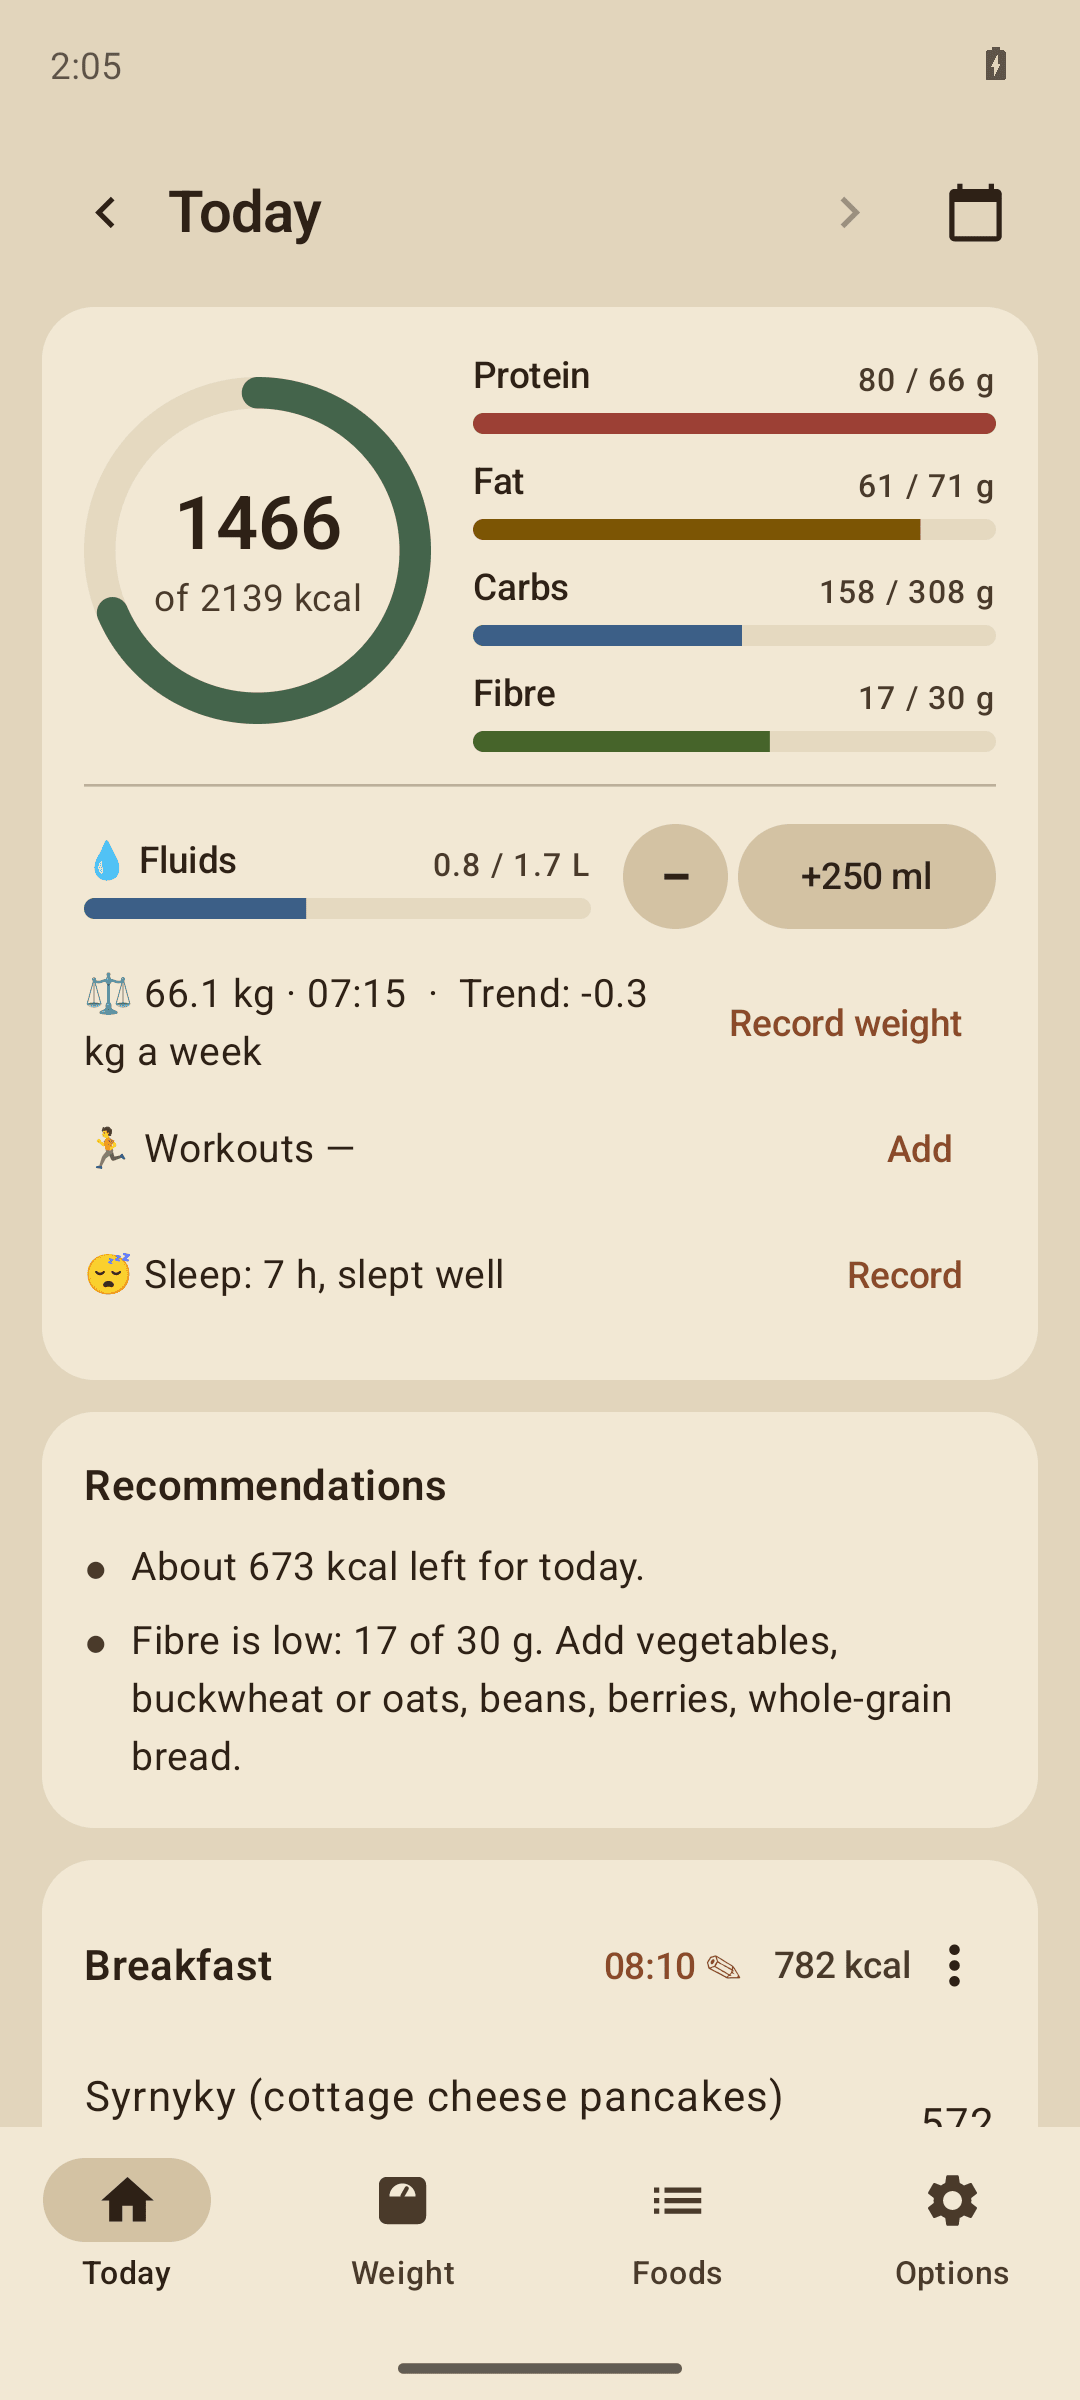 2:05
Today
Protein 80 / 66 g
Fat 61 / 71 g
Carbs 158 / 308 g
Fibre 17 / 30 g
1466
of 2139 kcal
💧 Fluids 0.8 / 1.7 L − +250 ml
⚖️ 66.1 kg · 07:15 · Trend: -0.3
kg a week
Record weight
🏃 Workouts — Add
😴 Sleep: 7 h, slept well Record
Recommendations
● About 673 kcal left for today.
● Fibre is low: 17 of 30 g. Add vegetables,
buckwheat or oats, beans, berries, whole-grain
bread.
Breakfast 08:10 ✎ 782 kcal
Syrnyky (cottage cheese pancakes)
572
Today Weight Foods Options